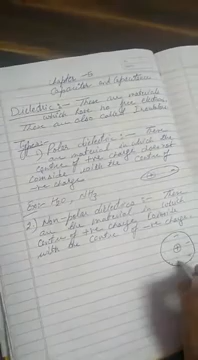 Chapter - 16
Capacitor and Capacitance
Dielectric :- These are materials
which have no free electron
These are also called Insulator
Types:-
1) Polar dielectric :- These
are material in which the
centre of +ve charge does not
coincide with the centre of
-ve charge
Ex:- H2O, NH3
2) Non-polar dielectric :- These
are the material in which
centre of +ve charge
with the centre of -ve charge